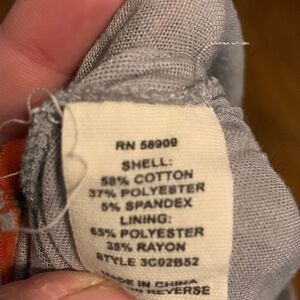 RN 58909
SHELL:
58% COTTON
37% POLYESTER
5% SPANDEX
LINING:
65% POLYESTER
35% RAYON
STYLE 3C02B52
MADE IN CHINA
ON REVERSE